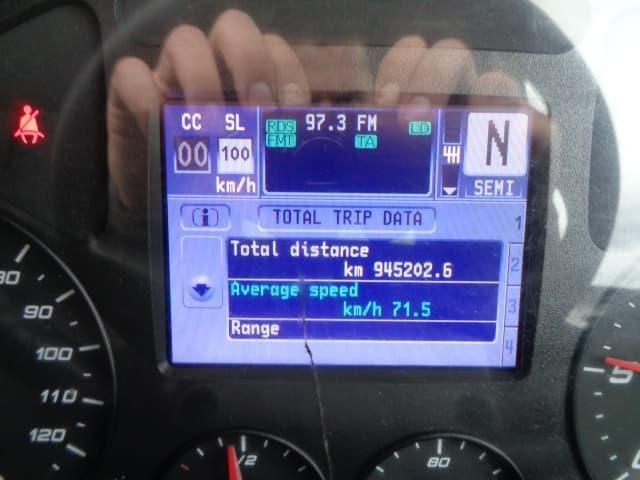 CC SL
00 100
km/h
RDS 97.3 FM LD
FMT TA
4H
N
SEMI
i TOTAL TRIP DATA 1
Total distance
km 945202.6
2
Average speed
km/h 71.5
3
Range
4
80
90
100
110
120
1/2
80
5